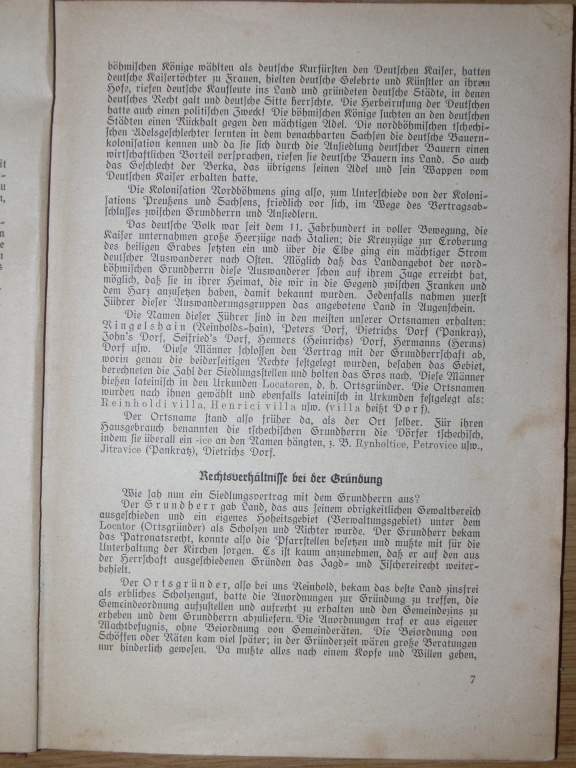 böhmischen Könige wählten als deutsche Kurfürsten den Deutschen Kaiser, hatten
deutsche Kaisertöchter zu Frauen, hielten deutsche Gelehrte und Künstler an ihrem
Hofe, riefen deutsche Kaufleute ins Land und gründeten deutsche Städte, in denen
deutsches Recht galt und deutsche Sitte herrschte. Die Herbeirufung der Deutschen
hatte auch einen politischen Zweck! Die böhmischen Könige suchten an den deutschen
Städten einen Rückhalt gegen den mächtigen Adel. Die nordböhmischen tschechi-
schen Adelsgeschlechter lernten in dem benachbarten Sachsen die deutsche Bauern-
kolonisation kennen und da sie sich durch die Ansiedlung deutscher Bauern einen
wirtschaftlichen Vorteil versprachen, riefen sie deutsche Bauern ins Land. So auch
das Geschlecht der Berka, das übrigens seinen Adel und sein Wappen vom
Deutschen Kaiser erhalten hatte.
Die Kolonisation Nordböhmens ging also, zum Unterschiede von der Koloni-
sations Preußens und Sachsens, friedlich vor sich, im Wege des Vertragsab-
schlusses zwischen Grundherrn und Ansiedlern.
Das deutsche Volk war seit dem 11. Jahrhundert in voller Bewegung, die
Kaiser unternahmen große Heerzüge nach Italien; die Kreuzzüge zur Eroberung
des heiligen Grabes setzten ein und über die Elbe ging ein mächtiger Strom
deutscher Auswanderer nach Osten. Möglich daß das Landangebot der nord-
böhmischen Grundherrn diese Auswanderer schon auf ihrem Zuge erreicht hat,
möglich, daß sie in ihrer Heimat, die wir in die Gegend zwischen Franken und
dem Harz anzusetzen haben, damit bekannt wurden. Jedenfalls nahmen zuerst
Führer dieser Auswanderungsgruppen das angebotene Land in Augenschein.
Die Namen dieser Führer sind in den meisten unserer Ortsnamen erhalten:
Ringelshain (Reinholds-hain), Peters Dorf, Dietrichs Dorf (Pankraz),
John's Dorf, Seifried's Dorf, Henners (Heinrichs) Dorf, Hermanns (Herms)
Dorf usw. Diese Männer schlossen den Vertrag mit der Grundherrschaft ab,
worin genau die beiderseitigen Rechte festgelegt wurden, besahen das Gebiet,
berechneten die Zahl der Siedlungsstellen und holten das Gros nach. Diese Männer
hießen lateinisch in den Urkunden Locatoren, d. h. Ortsgründer. Die Ortsnamen
wurden nach ihnen gewählt und ebenfalls lateinisch in Urkunden festgelegt als:
Reinholdi villa, Henrici villa usw. (villa heißt Dorf).
Der Ortsname stand also früher da, als der Ort selber. Für ihren
Hausgebrauch benannten die tschechischen Grundherrn die Dörfer tschechisch,
indem sie überall ein -ice an den Namen hängten, z. B. Rynholtice, Petrovice usw.,
Jitravice (Pankraz), Dietrichs Dorf.
Rechtsverhältnisse bei der Gründung
Wie sah nun ein Siedlungsvertrag mit dem Grundherrn aus?
Der Grundherr gab Land, das aus seinem obrigkeitlichen Gewaltbereich
ausgeschieden und ein eigenes Hoheitsgebiet (Verwaltungsgebiet) unter dem
Locator (Ortsgründer) als Scholzen und Richter wurde. Der Grundherr bekam
das Patronatsrecht, konnte also die Pfarrstellen besetzen und mußte mit für die
Unterhaltung der Kirchen sorgen. Es ist kaum anzunehmen, daß er auf den aus
der Herrschaft ausgeschiedenen Gründen das Jagd- und Fischereirecht weiter-
behielt.
Der Ortsgründer, also bei uns Reinhold, bekam das beste Land zinsfrei
als erbliches Scholzengut, hatte die Anordnungen zur Gründung zu treffen, die
Gemeindeordnung aufzustellen und aufrecht zu erhalten und den Gemeindezins zu
erheben und dem Grundherrn abzuliefern. Die Anordnungen traf er aus eigener
Machtbefugnis, ohne Beiordnung von Gemeinderäten. Die Beiordnung von
Schöffen oder Räten kam viel später; in der Gründerzeit wären große Beratungen
nur hinderlich gewesen. Da mußte alles nach einem Kopfe und Willen gehen,
7